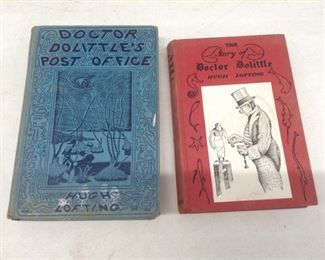 DOCTOR
DOLITTLE'S
POST OFFICE
HUGH
LOFTING
THE
Story of
Doctor Dolittle
HUGH LOFTING